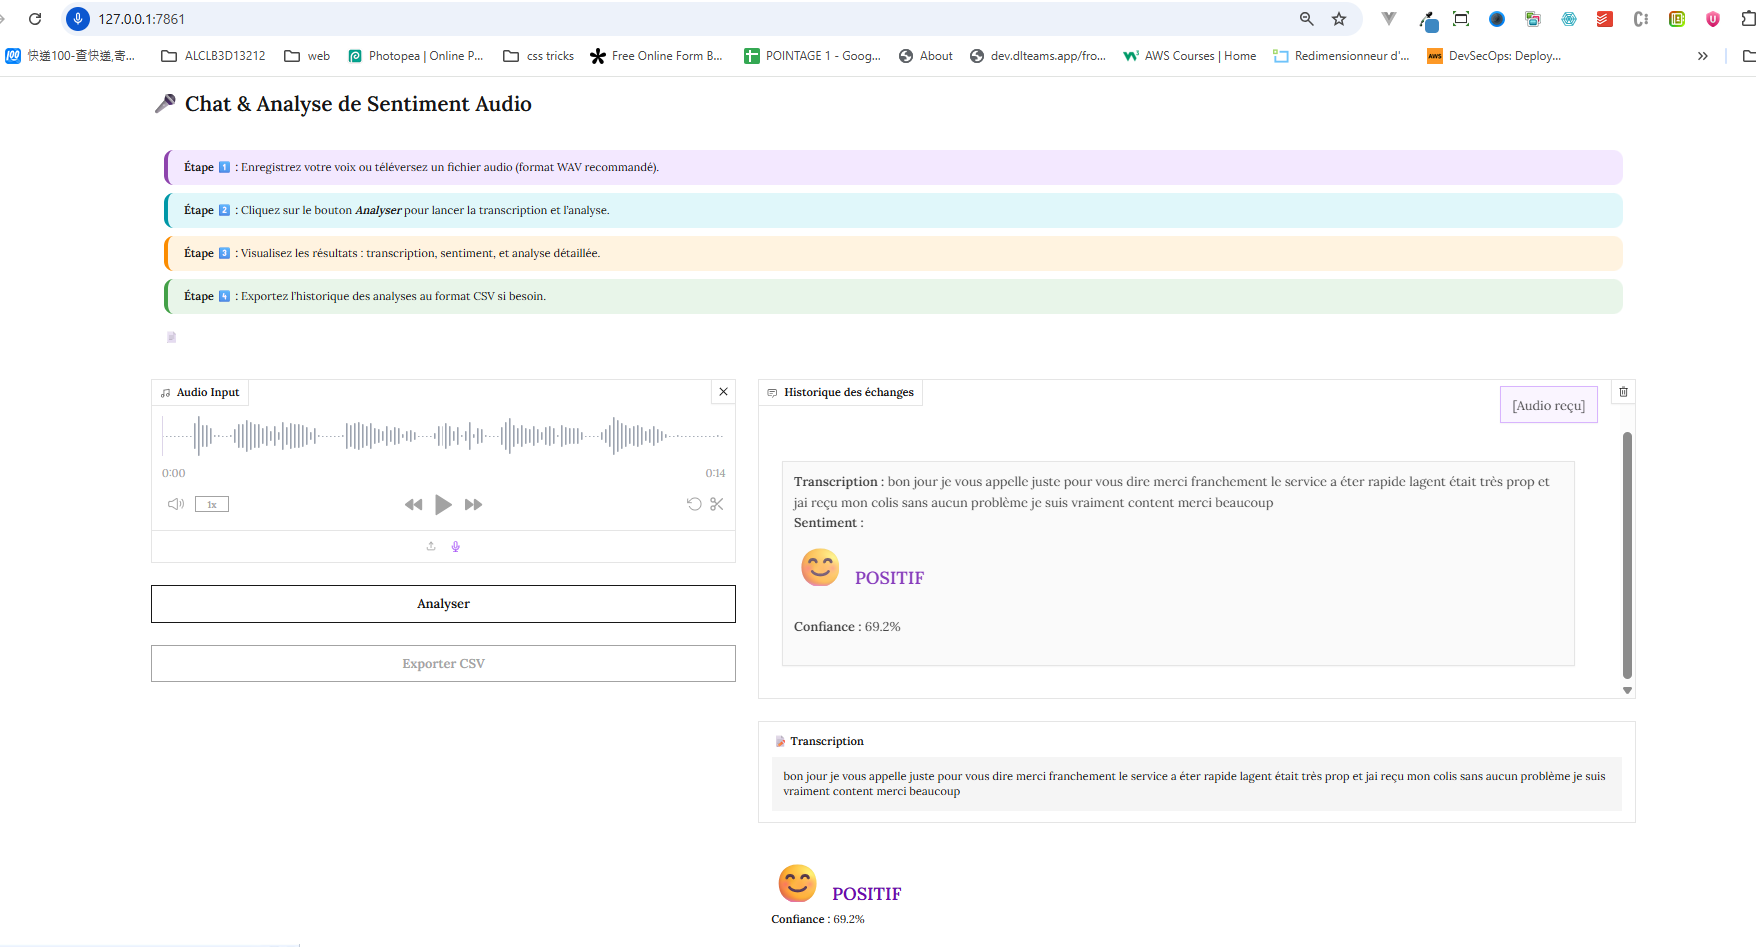 127.0.0.1:7861
快递100-查快递,寄...
ALCLB3D13212
web
Photopea | Online P...
css tricks
Free Online Form B...
POINTAGE 1 - Goog...
About
dev.dlteams.app/fro...
AWS Courses | Home
Redimensionneur d'...
DevSecOps: Deploy...
Chat & Analyse de Sentiment Audio
Étape 1 : Enregistrez votre voix ou téléversez un fichier audio (format WAV recommandé).
Étape 2 : Cliquez sur le bouton Analyser pour lancer la transcription et l'analyse.
Étape 3 : Visualisez les résultats : transcription, sentiment, et analyse détaillée.
Étape 4 : Exportez l'historique des analyses au format CSV si besoin.
Audio Input
0:00
0:14
1x
Analyser
Exporter CSV
Historique des échanges
[Audio reçu]
Transcription : bon jour je vous appelle juste pour vous dire merci franchement le service a éter rapide lagent était très prop et
jai reçu mon colis sans aucun problème je suis vraiment content merci beaucoup
Sentiment :
POSITIF
Confiance : 69.2%
Transcription
bon jour je vous appelle juste pour vous dire merci franchement le service a éter rapide lagent était très prop et jai reçu mon colis sans aucun problème je suis
vraiment content merci beaucoup
POSITIF
Confiance : 69.2%